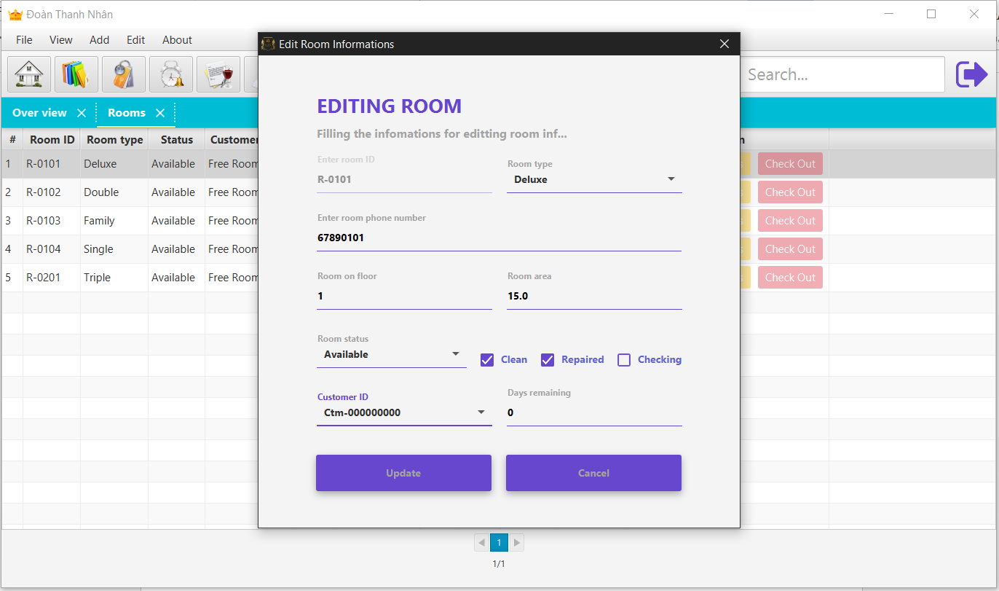 Đoàn Thanh Nhân
File View Add Edit About
Edit Room Informations
Search...
Over view Rooms
EDITING ROOM
Filling the infomations for editting room inf...
# Room ID Room type Status Customer
1 R-0101 Deluxe Available Free Room Check Out
2 R-0102 Double Available Free Room Check Out
3 R-0103 Family Available Free Room Check Out
4 R-0104 Single Available Free Room Check Out
5 R-0201 Triple Available Free Room Check Out
Enter room ID
R-0101
Room type
Deluxe
Enter room phone number
67890101
Room on floor
1
Room area
15.0
Room status
Available
Clean Repaired Checking
Customer ID
Ctm-000000000
Days remaining
0
Update Cancel
1
1/1